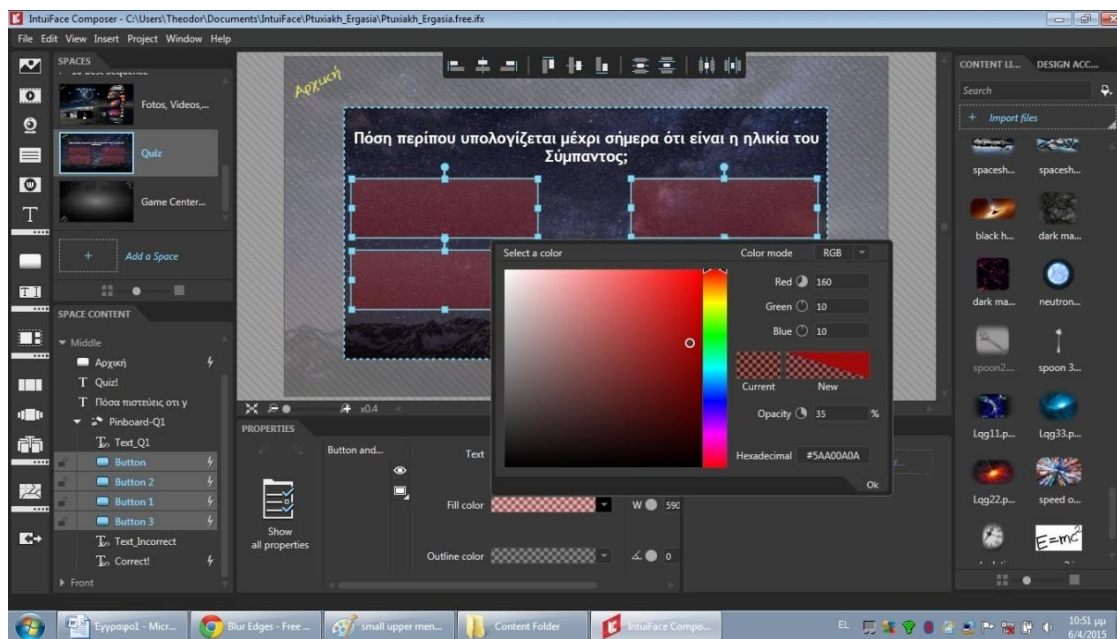 IntuiFace Composer - C:\Users\Theodor\Documents\IntuiFace\Ptuxiakh_Ergasia\Ptuxiakh_Ergasia.free.ifx
File Edit View Insert Project Window Help
SPACES
Fotos, Videos,...
Quiz
Game Center...
+ Add a Space
SPACE CONTENT
Middle
Αρχική
T Quiz!
T Πόσα πιστεύεις οτι γ
Pinboard-Q1
Text_Q1
Button
Button 2
Button 1
Button 3
Text_Incorrect
Correct!
Front
Αρχική
Πόση περίπου υπολογίζεται μέχρι σήμερα ότι είναι η ηλικία του
Σύμπαντος;
x0.4
PROPERTIES
Show
all properties
Button and...
Text
Fill color
W 590
Outline color
0
Select a color
Color mode RGB
Red 160
Green 10
Blue 10
Current New
Opacity 35 %
Hexadecimal #5AA00A0A
Ok
CONTENT LI... DESIGN ACC...
Search
+ Import files
spacesh... spacesh...
black h... dark ma...
dark ma... neutron...
spoon2... spoon 3...
Lqg11.p... Lqg33.p...
Lqg22.p... speed o...
E=mc²
Έγγραφο1 - Micr...
Blur Edges - Free ...
small upper men...
Content Folder
IntuiFace Compo...
EL
10:51 μμ
6/4/2015